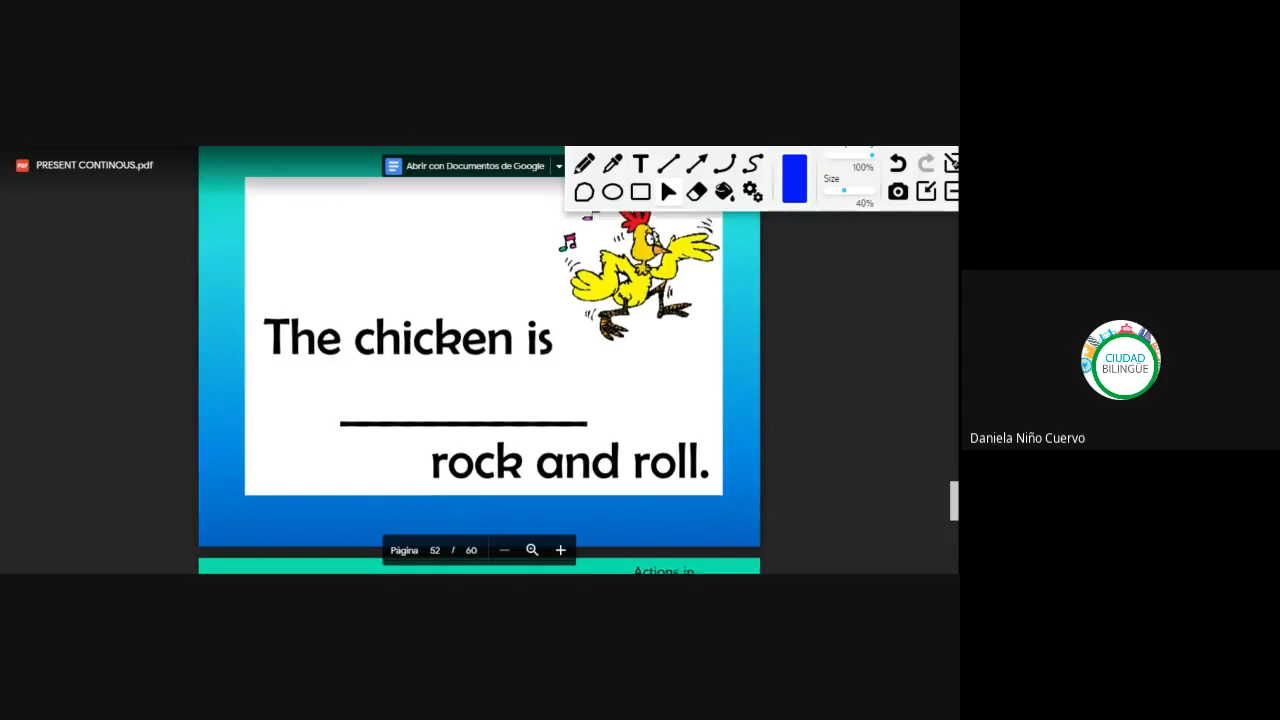 PRESENT CONTINOUS.pdf
Abrir con Documentos de Google
T
100%
Size
40%
The chicken is
rock and roll.
CIUDAD
BILINGÜE
Daniela Niño Cuervo
Página 52 / 60
Actions in